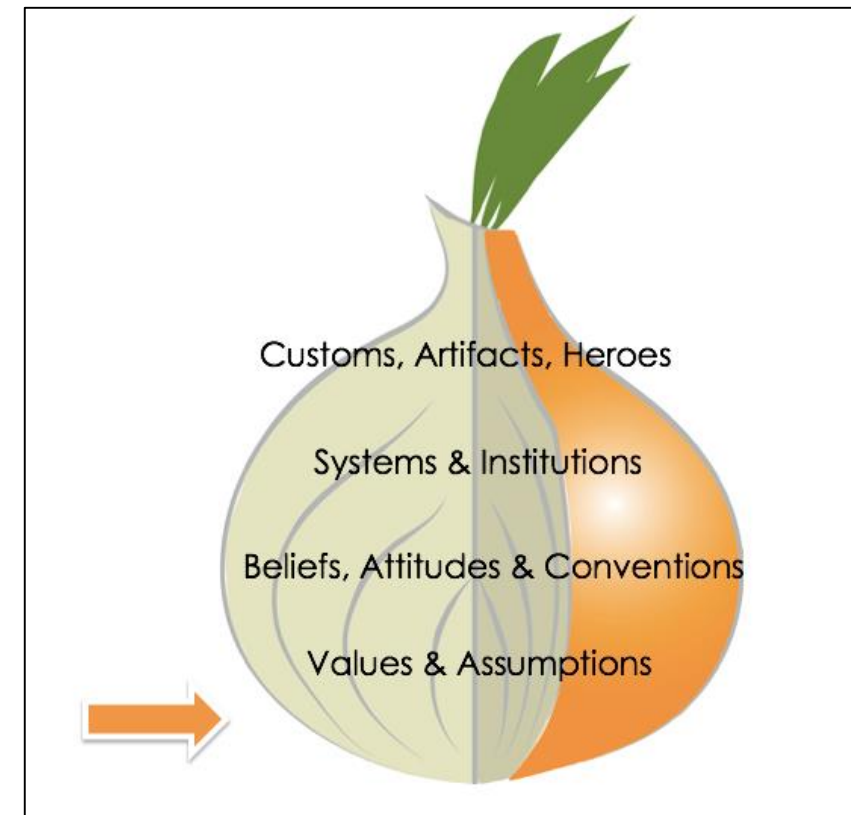 Customs, Artifacts, Heroes
Systems & Institutions
Beliefs, Attitudes & Conventions
Values & Assumptions